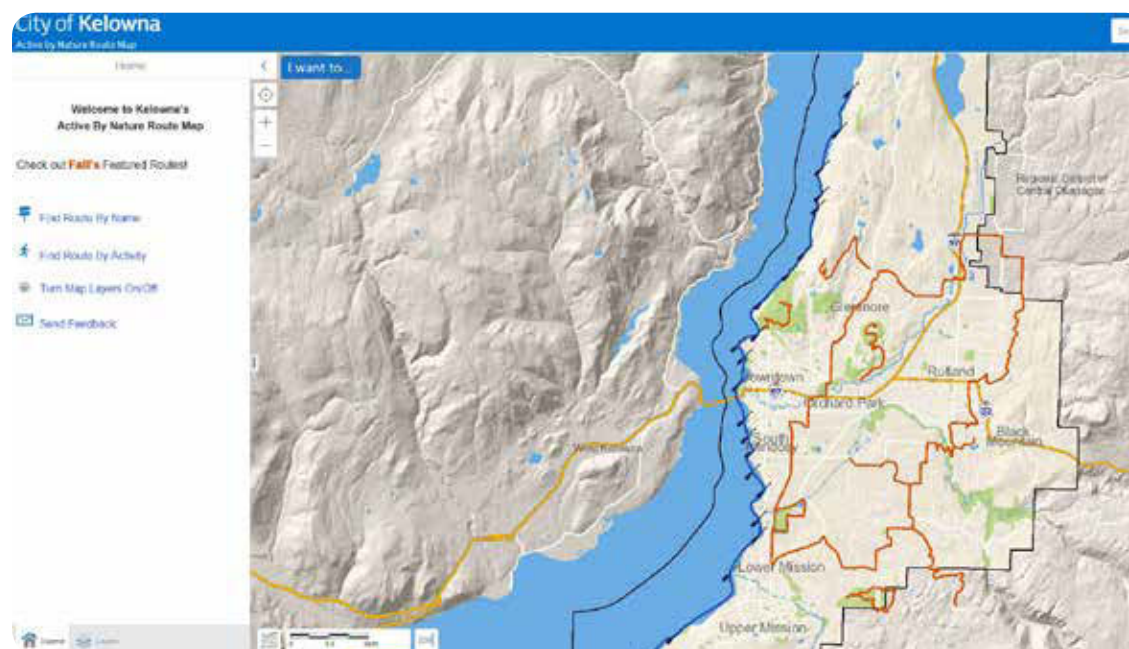 City of Kelowna
Active by Nature Route Map
Home
I want to...
Welcome to Kelowna's
Active By Nature Route Map
Check out Fall's Featured Routes!
Find Route By Name
Find Route By Activity
Turn Map Layers On/Off
Send Feedback
Regional District of
Central Okanagan
Glenmore
Downtown
Rutland
Orchard Park
97
Black
Mountain
South
West Kelowna
Lower Mission
Upper Mission
Home
Layers